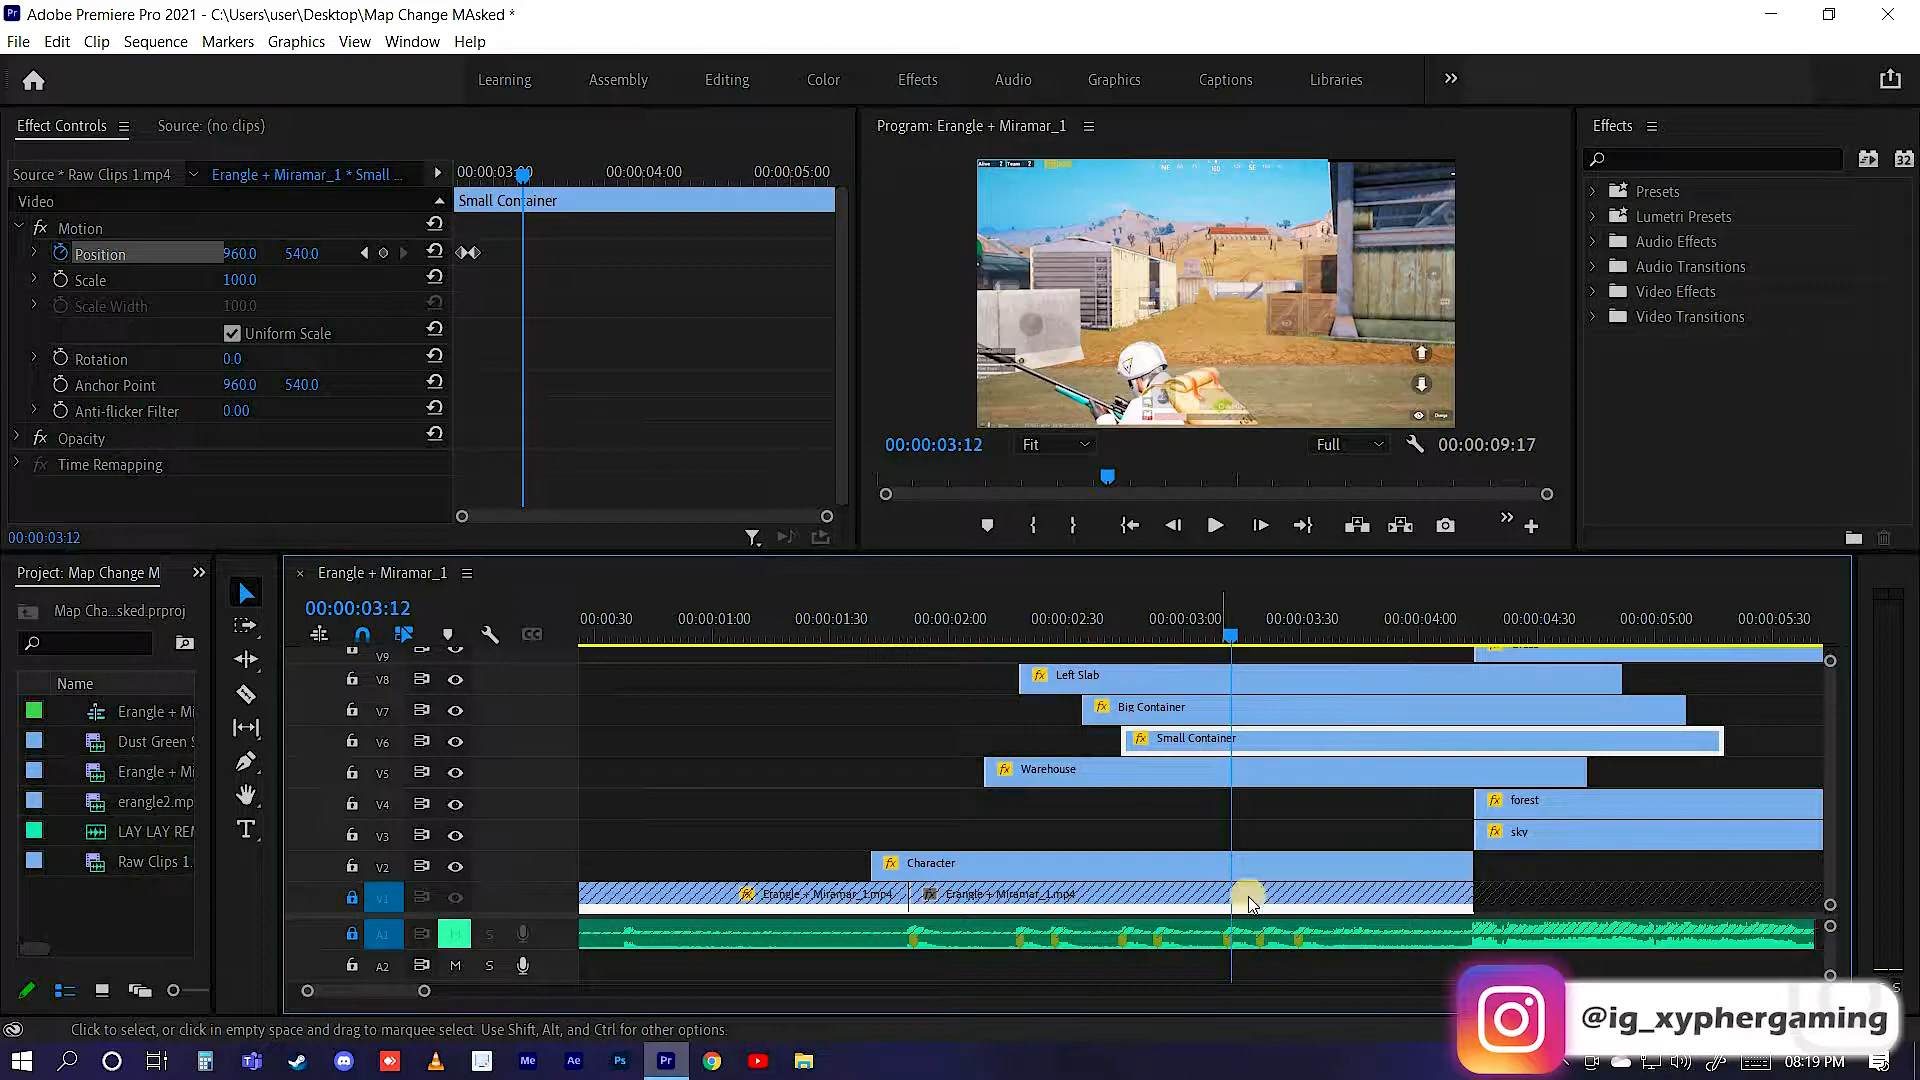 Adobe Premiere Pro 2021 - C:\Users\user\Desktop\Map Change MAsked *
File Edit Clip Sequence Markers Graphics View Window Help
Learning Assembly Editing Color Effects Audio Graphics Captions Libraries
Effect Controls Source: (no clips)
Program: Erangle + Miramar_1
Effects
Source * Raw Clips 1.mp4 Erangle + Miramar_1 * Small ...
00:00:04:00 00:00:05:00
Video
Small Container
Motion
Position 960.0 540.0
Scale 100.0
Scale Width 100.0
Uniform Scale
Rotation 0.0
Anchor Point 960.0 540.0
Anti-flicker Filter 0.00
Opacity
Time Remapping
00:00:03:12
00:00:03:12 Fit Full 00:00:09:17
32
Presets
Lumetri Presets
Audio Effects
Audio Transitions
Video Effects
Video Transitions
Project: Map Change M
Map Cha...sked.prproj
Name
Erangle + Mi
Dust Green S
Erangle + Mi
erangle2.mp
LAY LAY REM
Raw Clips 1.
Erangle + Miramar_1
00:00:03:12
00:00:30 00:00:01:00 00:00:01:30 00:00:02:00 00:00:02:30 00:00:03:00 00:00:03:30 00:00:04:00 00:00:04:30 00:00:05:00 00:00:05:30
V9
V8 Left Slab
V7 Big Container
V6 Small Container
V5 Warehouse
V4 forest
V3 sky
V2 Character
V1 Erangle + Miramar_1.mp4 Erangle + Miramar_1.mp4
A1 M S
A2 M S
Click to select, or click in empty space and drag to marquee select. Use Shift, Alt, and Ctrl for other options.
@ig_xyphergaming
Me Ae Ps Pr
08:19 PM